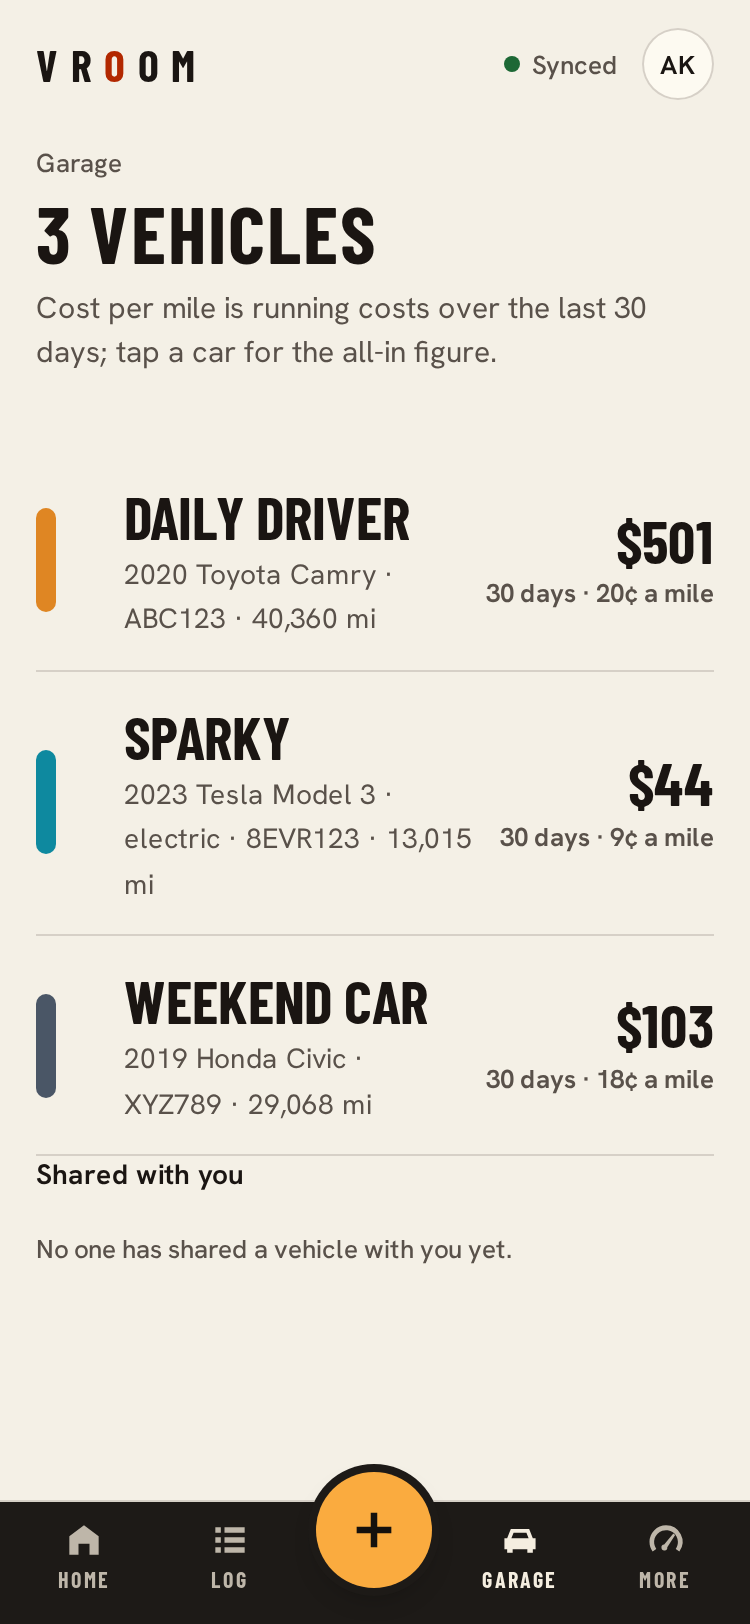 VROOM
Synced
AK
Garage
3 VEHICLES
Cost per mile is running costs over the last 30
days; tap a car for the all-in figure.
DAILY DRIVER
2020 Toyota Camry ·
ABC123 · 40,360 mi
$501
30 days · 20¢ a mile
SPARKY
2023 Tesla Model 3 ·
electric · 8EVR123 · 13,015
mi
$44
30 days · 9¢ a mile
WEEKEND CAR
2019 Honda Civic ·
XYZ789 · 29,068 mi
$103
30 days · 18¢ a mile
Shared with you
No one has shared a vehicle with you yet.
+
HOME
LOG
GARAGE
MORE